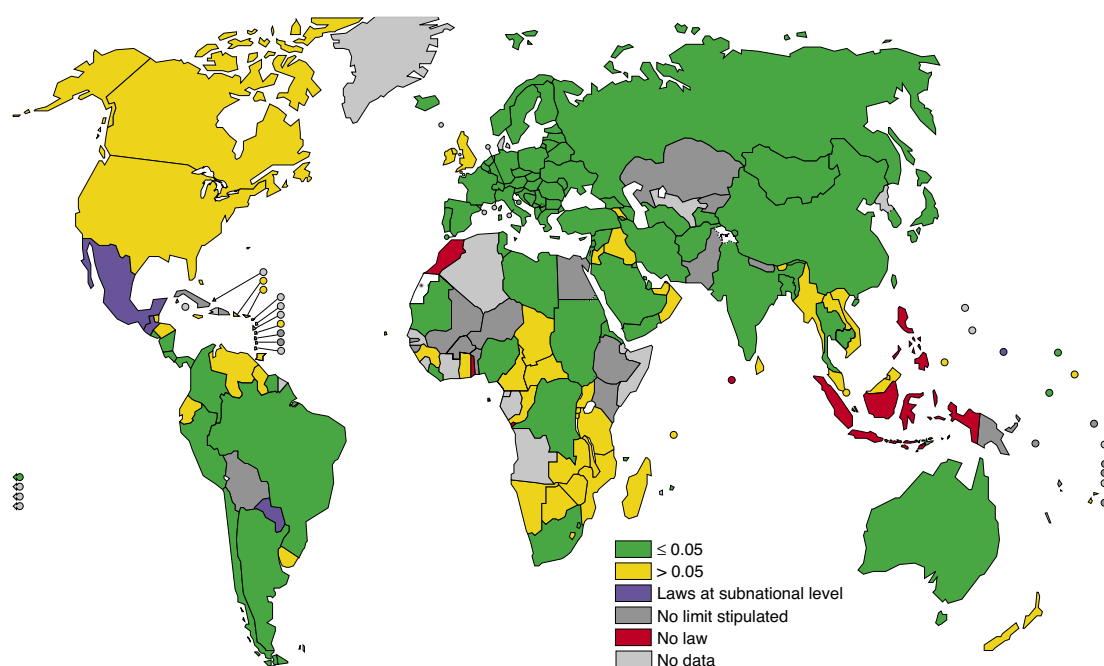 ≤ 0.05
> 0.05
Laws at subnational level
No limit stipulated
No law
No data